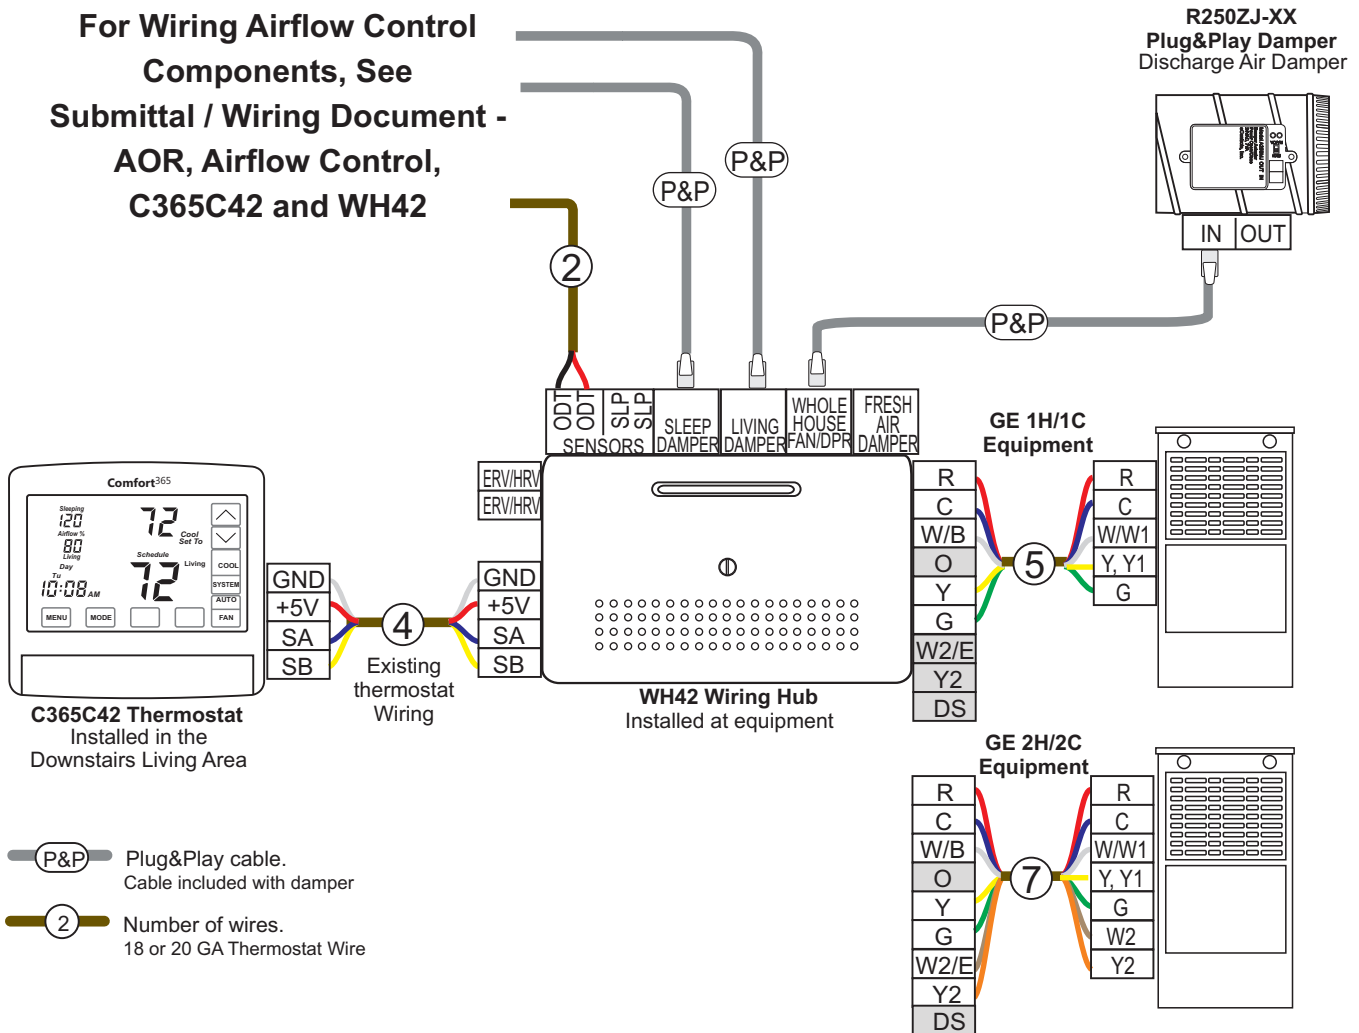 For Wiring Airflow Control
Components, See
Submittal / Wiring Document -
AOR, Airflow Control,
C365C42 and WH42
R250ZJ-XX
Plug&Play Damper
Discharge Air Damper
IN OUT
P&P
P&P
P&P
2
ODT
ODT
SLP
SLP
SENSORS
SLEEP
DAMPER
LIVING
DAMPER
WHOLE
HOUSE
FAN/DPR
FRESH
AIR
DAMPER
ERV/HRV
ERV/HRV
Comfort365
Sleeping
120
Airflow %
80
Living
Day
Tu
10:08 AM
72
Cool
Set To
Schedule
72
Living
COOL
SYSTEM
AUTO
FAN
MENU
MODE
GND
+5V
SA
SB
4
Existing
thermostat
Wiring
GND
+5V
SA
SB
C365C42 Thermostat
Installed in the
Downstairs Living Area
WH42 Wiring Hub
Installed at equipment
GE 1H/1C
Equipment
R
C
W/B
O
Y
G
W2/E
Y2
DS
5
R
C
W/W1
Y, Y1
G
GE 2H/2C
Equipment
R
C
W/B
O
Y
G
W2/E
Y2
DS
7
R
C
W/W1
Y, Y1
G
W2
Y2
P&P
Plug&Play cable.
Cable included with damper
2
Number of wires.
18 or 20 GA Thermostat Wire